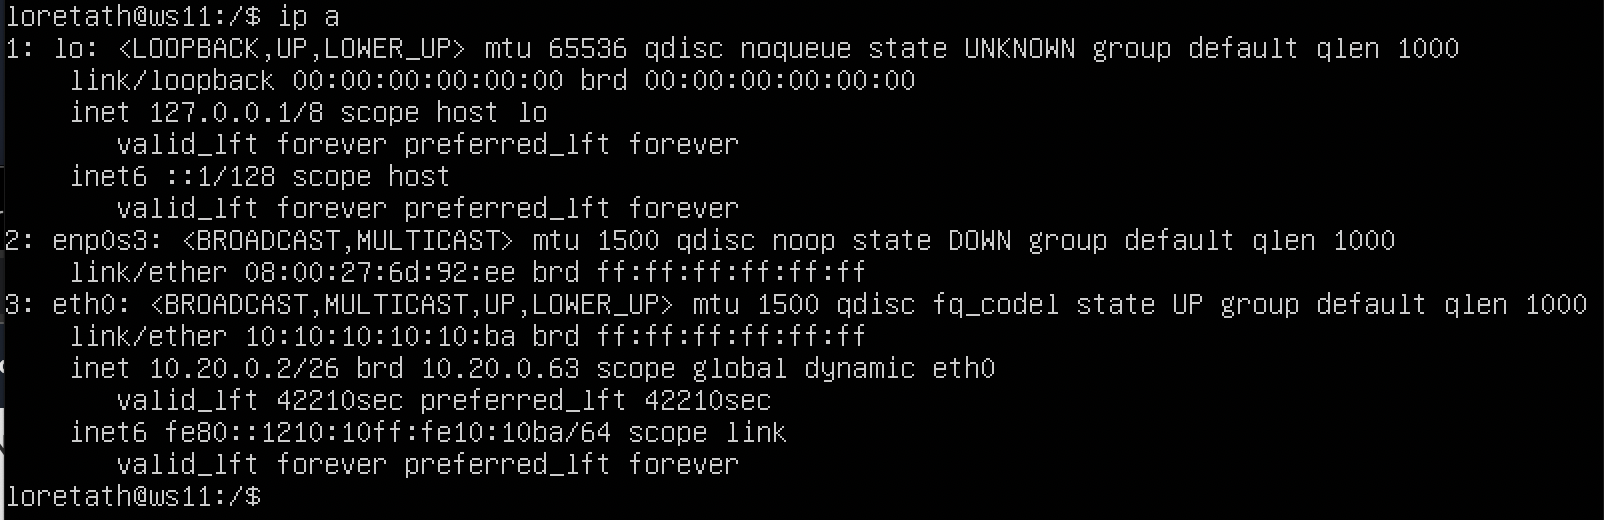 loretath@ws11:/$ ip a
1: lo: <LOOPBACK,UP,LOWER_UP> mtu 65536 qdisc noqueue state UNKNOWN group default qlen 1000
    link/loopback 00:00:00:00:00:00 brd 00:00:00:00:00:00
    inet 127.0.0.1/8 scope host lo
       valid_lft forever preferred_lft forever
    inet6 ::1/128 scope host
       valid_lft forever preferred_lft forever
2: enp0s3: <BROADCAST,MULTICAST> mtu 1500 qdisc noop state DOWN group default qlen 1000
    link/ether 08:00:27:6d:92:ee brd ff:ff:ff:ff:ff:ff
3: eth0: <BROADCAST,MULTICAST,UP,LOWER_UP> mtu 1500 qdisc fq_codel state UP group default qlen 1000
    link/ether 10:10:10:10:10:ba brd ff:ff:ff:ff:ff:ff
    inet 10.20.0.2/26 brd 10.20.0.63 scope global dynamic eth0
       valid_lft 42210sec preferred_lft 42210sec
    inet6 fe80::1210:10ff:fe10:10ba/64 scope link
       valid_lft forever preferred_lft forever
loretath@ws11:/$